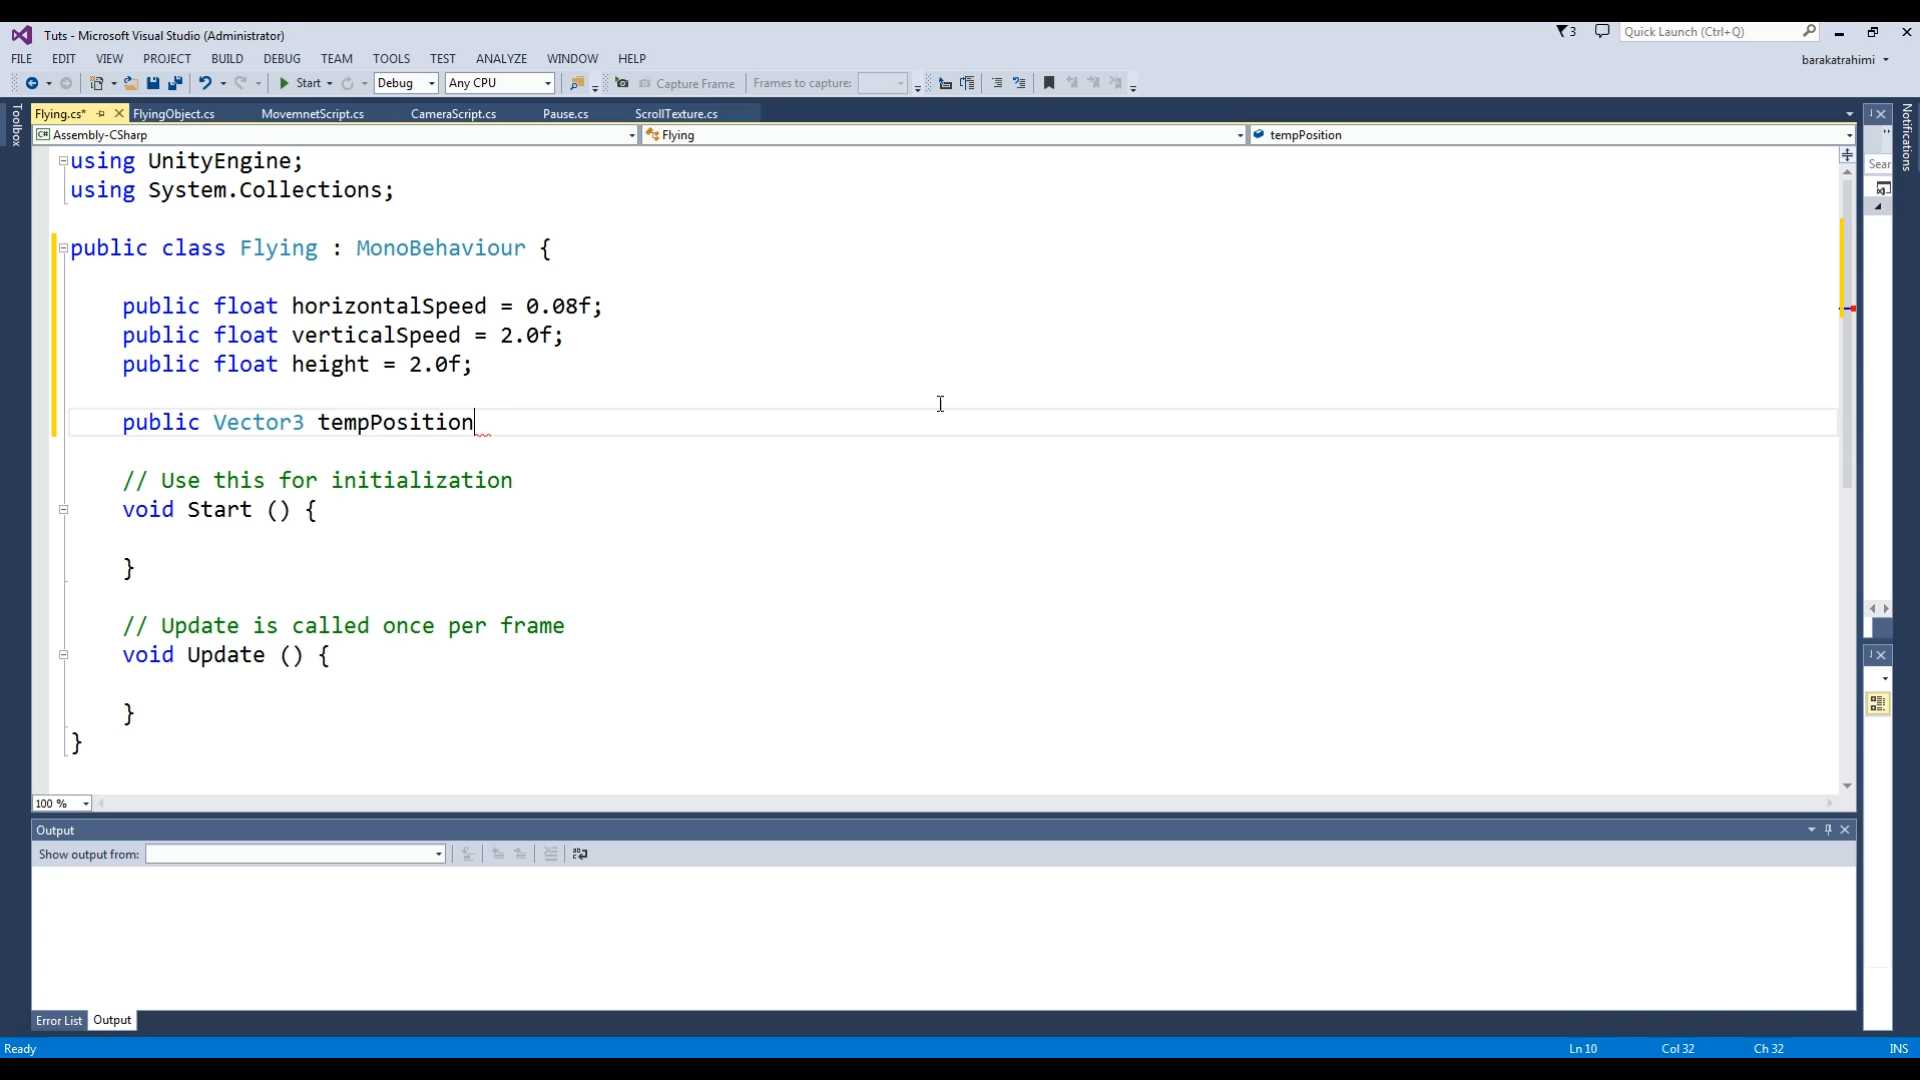 Tuts - Microsoft Visual Studio (Administrator)
3
Quick Launch (Ctrl+Q)
FILE EDIT VIEW PROJECT BUILD DEBUG TEAM TOOLS TEST ANALYZE WINDOW HELP
barakatrahimi
Start Debug Any CPU Capture Frame Frames to capture:
Toolbox
Flying.cs* FlyingObject.cs MovemnetScript.cs CameraScript.cs Pause.cs ScrollTexture.cs
Notifications
Assembly-CSharp Flying tempPosition
Sear
using UnityEngine;
using System.Collections;
public class Flying : MonoBehaviour {
public float horizontalSpeed = 0.08f;
public float verticalSpeed = 2.0f;
public float height = 2.0f;
public Vector3 tempPosition
// Use this for initialization
void Start () {
}
// Update is called once per frame
void Update () {
}
}
100 %
Output
Show output from:
Error List Output
Ready Ln 10 Col 32 Ch 32 INS